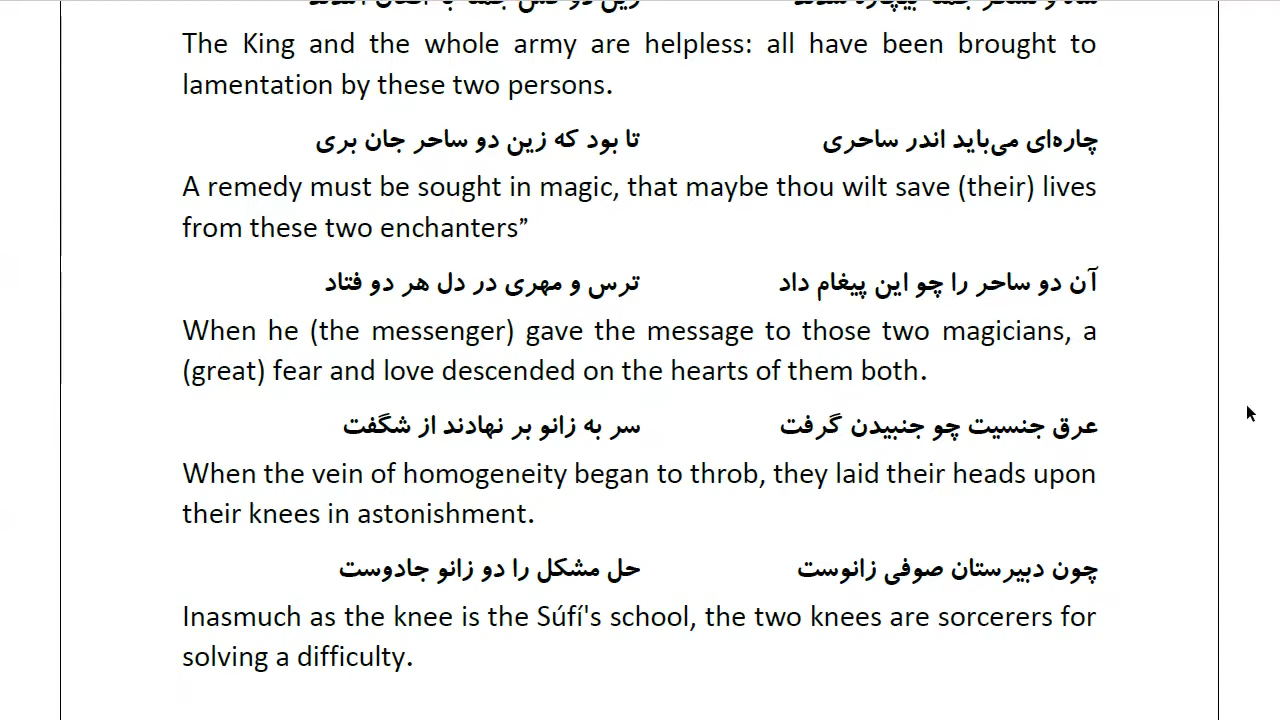 The King and the whole army are helpless: all have been brought to
lamentation by these two persons.
چاره‌ای می‌باید اندر ساحری تا بود که زین دو ساحر جان بری
A remedy must be sought in magic, that maybe thou wilt save (their) lives
from these two enchanters”
آن دو ساحر را چو این پیغام داد ترس و مهری در دل هر دو فتاد
When he (the messenger) gave the message to those two magicians, a
(great) fear and love descended on the hearts of them both.
عرق جنسیت چو جنبیدن گرفت سر به زانو بر نهادند از شگفت
When the vein of homogeneity began to throb, they laid their heads upon
their knees in astonishment.
چون دبیرستان صوفی زانوست حل مشکل را دو زانو جادوست
Inasmuch as the knee is the Súfí's school, the two knees are sorcerers for
solving a difficulty.